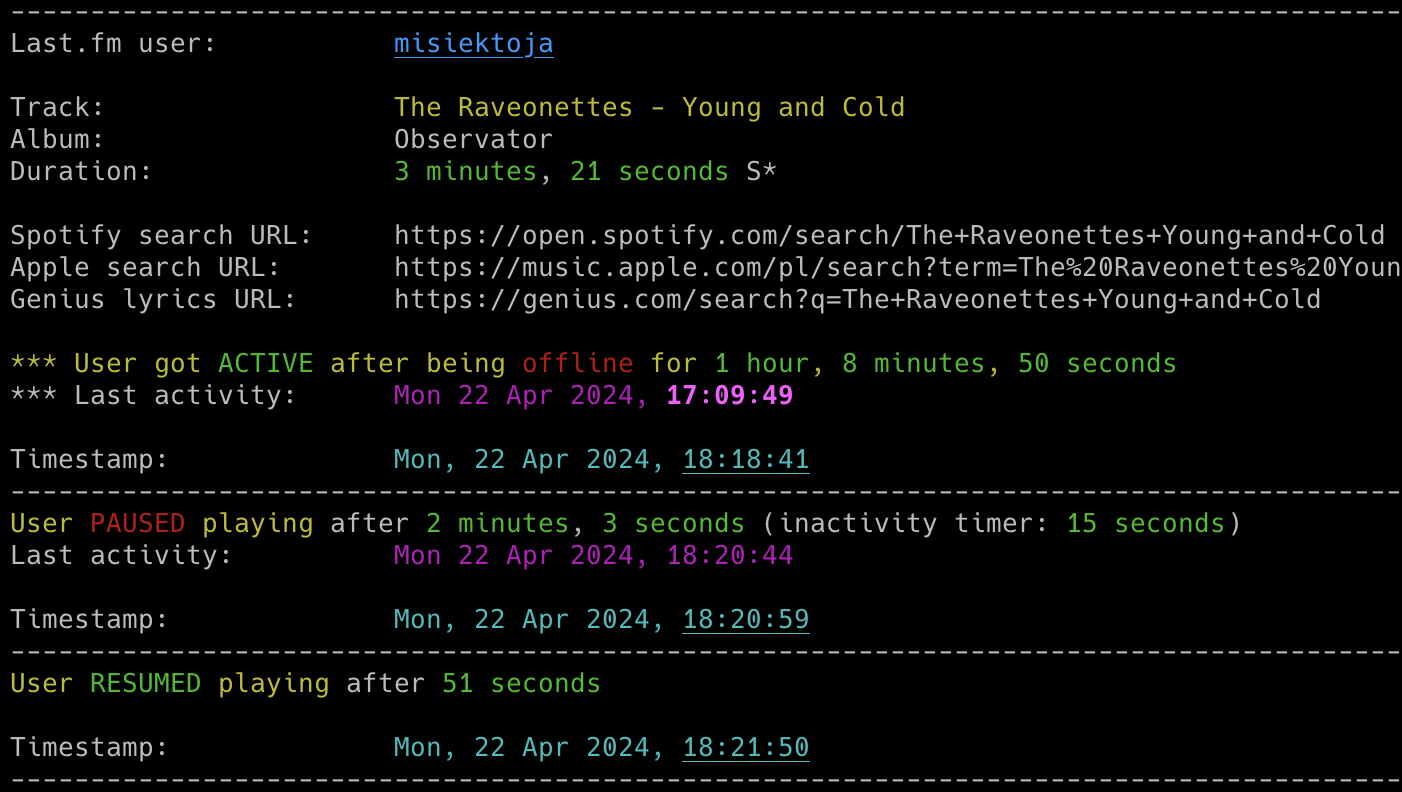 Last.fm user: misiektoja
Track: The Raveonettes - Young and Cold
Album: Observator
Duration: 3 minutes, 21 seconds S*
Spotify search URL: https://open.spotify.com/search/The+Raveonettes+Young+and+Cold
Apple search URL: https://music.apple.com/pl/search?term=The%20Raveonettes%20Youn
Genius lyrics URL: https://genius.com/search?q=The+Raveonettes+Young+and+Cold
*** User got ACTIVE after being offline for 1 hour, 8 minutes, 50 seconds
*** Last activity: Mon 22 Apr 2024, 17:09:49
Timestamp: Mon, 22 Apr 2024, 18:18:41
User PAUSED playing after 2 minutes, 3 seconds (inactivity timer: 15 seconds)
Last activity: Mon 22 Apr 2024, 18:20:44
Timestamp: Mon, 22 Apr 2024, 18:20:59
User RESUMED playing after 51 seconds
Timestamp: Mon, 22 Apr 2024, 18:21:50